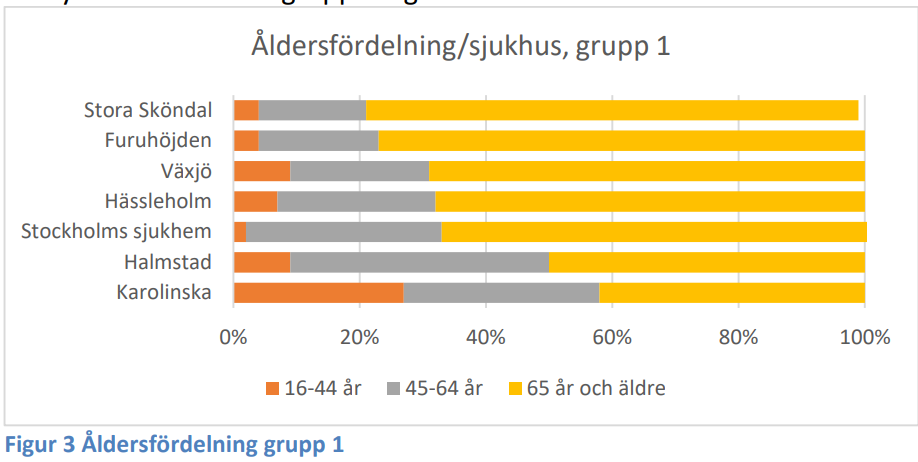 Åldersfördelning/sjukhus, grupp 1
Stora Sköndal
Furuhöjden
Växjö
Hässleholm
Stockholms sjukhem
Halmstad
Karolinska
0% 20% 40% 60% 80% 100%
16-44 år 45-64 år 65 år och äldre
Figur 3 Åldersfördelning grupp 1